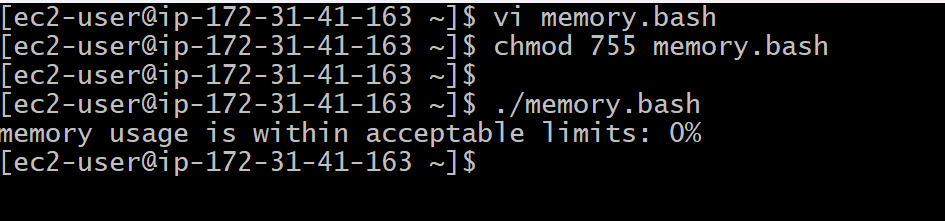 [ec2-user@ip-172-31-41-163 ~]$ vi memory.bash
[ec2-user@ip-172-31-41-163 ~]$ chmod 755 memory.bash
[ec2-user@ip-172-31-41-163 ~]$
[ec2-user@ip-172-31-41-163 ~]$ ./memory.bash
memory usage is within acceptable limits: 0%
[ec2-user@ip-172-31-41-163 ~]$